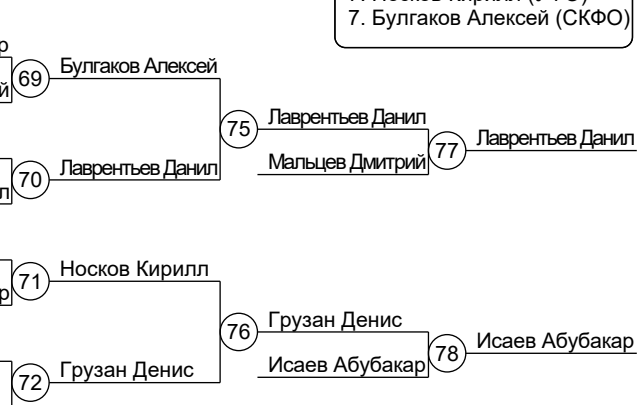 7. Булгаков Алексей (СКФО)
69
Булгаков Алексей
75
Лаврентьев Данил
Мальцев Дмитрий
77
Лаврентьев Данил
70
Лаврентьев Данил
71
Носков Кирилл
76
Грузан Денис
Исаев Абубакар
78
Исаев Абубакар
72
Грузан Денис